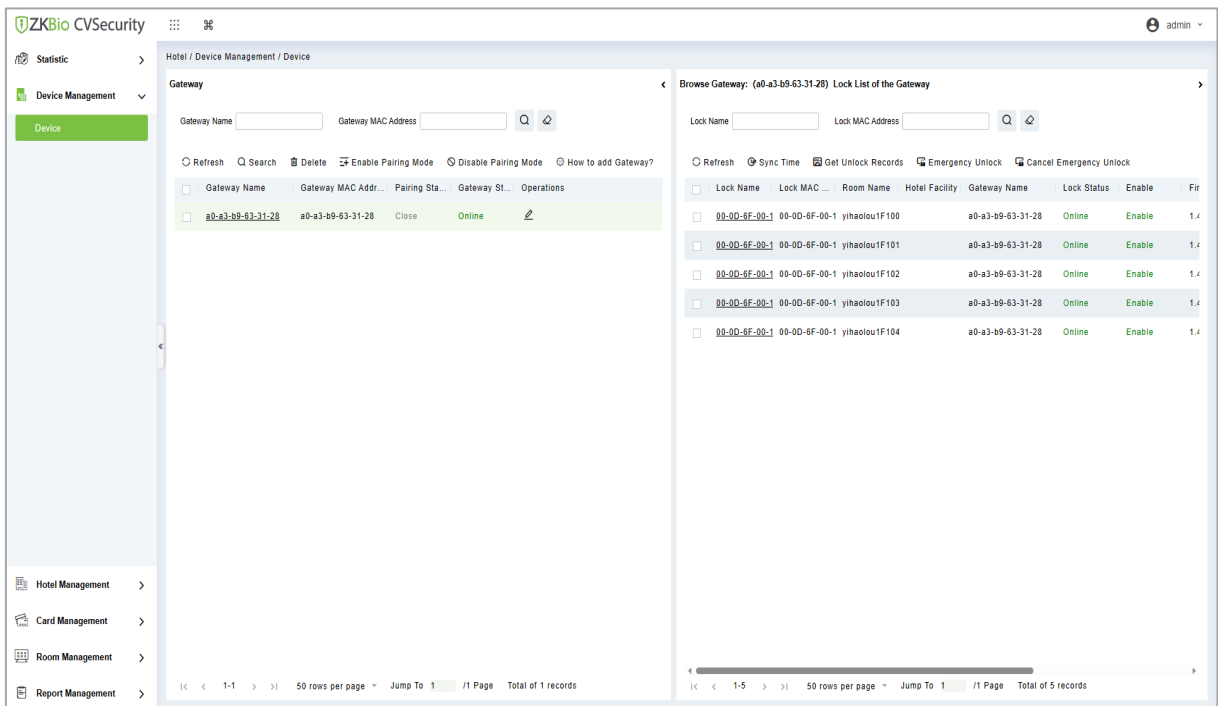 ZKBio CVSecurity
admin
Statistic
Device Management
Device
Hotel Management
Card Management
Room Management
Report Management
Hotel / Device Management / Device
Gateway
Gateway Name Gateway MAC Address
Refresh Search Delete Enable Pairing Mode Disable Pairing Mode How to add Gateway?
Gateway Name Gateway MAC Addr... Pairing Sta... Gateway St... Operations
a0-a3-b9-63-31-28 a0-a3-b9-63-31-28 Close Online
1-1 50 rows per page Jump To 1 /1 Page Total of 1 records
Browse Gateway: (a0-a3-b9-63-31-28) Lock List of the Gateway
Lock Name Lock MAC Address
Refresh Sync Time Get Unlock Records Emergency Unlock Cancel Emergency Unlock
Lock Name Lock MAC ... Room Name Hotel Facility Gateway Name Lock Status Enable Fir
00-0D-6F-00-1 00-0D-6F-00-1 yihaolou1F100 a0-a3-b9-63-31-28 Online Enable 1.4
00-0D-6F-00-1 00-0D-6F-00-1 yihaolou1F101 a0-a3-b9-63-31-28 Online Enable 1.4
00-0D-6F-00-1 00-0D-6F-00-1 yihaolou1F102 a0-a3-b9-63-31-28 Online Enable 1.4
00-0D-6F-00-1 00-0D-6F-00-1 yihaolou1F103 a0-a3-b9-63-31-28 Online Enable 1.4
00-0D-6F-00-1 00-0D-6F-00-1 yihaolou1F104 a0-a3-b9-63-31-28 Online Enable 1.4
1-5 50 rows per page Jump To 1 /1 Page Total of 5 records